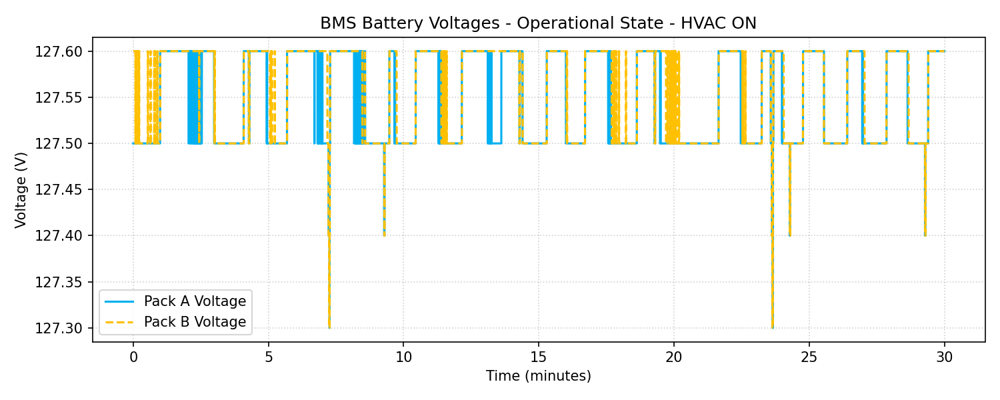 BMS Battery Voltages - Operational State - HVAC ON
Voltage (V)
127.60
127.55
127.50
127.45
127.40
127.35
127.30
Pack A Voltage
Pack B Voltage
0 5 10 15 20 25 30
Time (minutes)